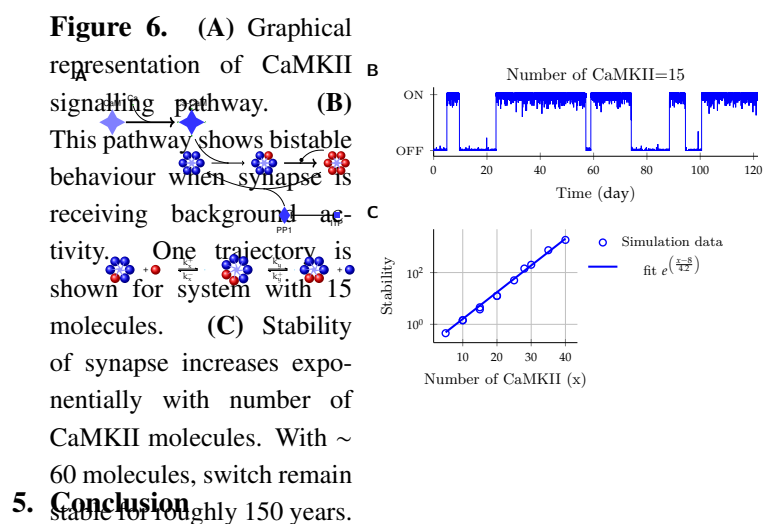 Figure 6. (A) Graphical
representation of CaMKII
signalling pathway. (B)
This pathway shows bistable
behaviour when synapse is
receiving background ac-
tivity. One trajectory is
shown for system with 15
molecules. (C) Stability
of synapse increases expo-
nentially with number of
CaMKII molecules. With ∼
60 molecules, switch remain
stable for roughly 150 years.
5. Conclusion
A
Ca
PP1
B
Number of CaMKII=15
ON
OFF
0 20 40 60 80 100 120
Time (day)
C
Stability
10²
10⁰
10 20 30 40
Number of CaMKII (x)
Simulation data
fit e^(x−8/4.2)